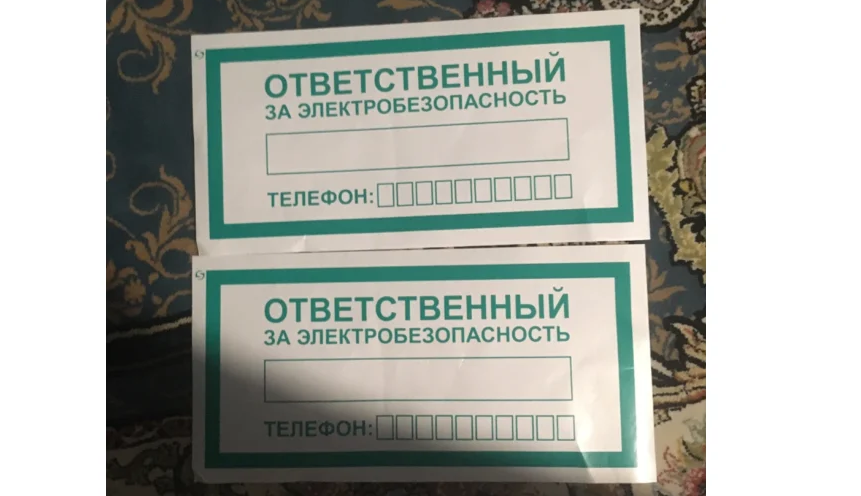 ОТВЕТСТВЕННЫЙ
ЗА ЭЛЕКТРОБЕЗОПАСНОСТЬ
ТЕЛЕФОН:
ОТВЕТСТВЕННЫЙ
ЗА ЭЛЕКТРОБЕЗОПАСНОСТЬ
ТЕЛЕФОН: